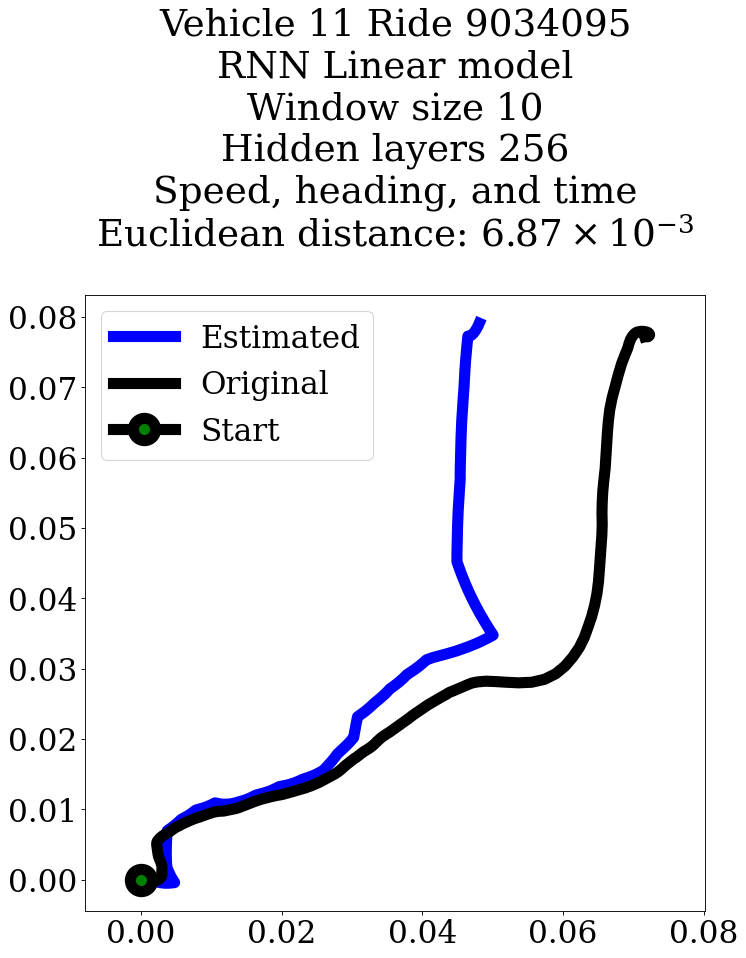 Vehicle 11 Ride 9034095
RNN Linear model
Window size 10
Hidden layers 256
Speed, heading, and time
Euclidean distance: 6.87 × 10⁻³
Estimated
Original
Start
0.08
0.07
0.06
0.05
0.04
0.03
0.02
0.01
0.00
0.00 0.02 0.04 0.06 0.08